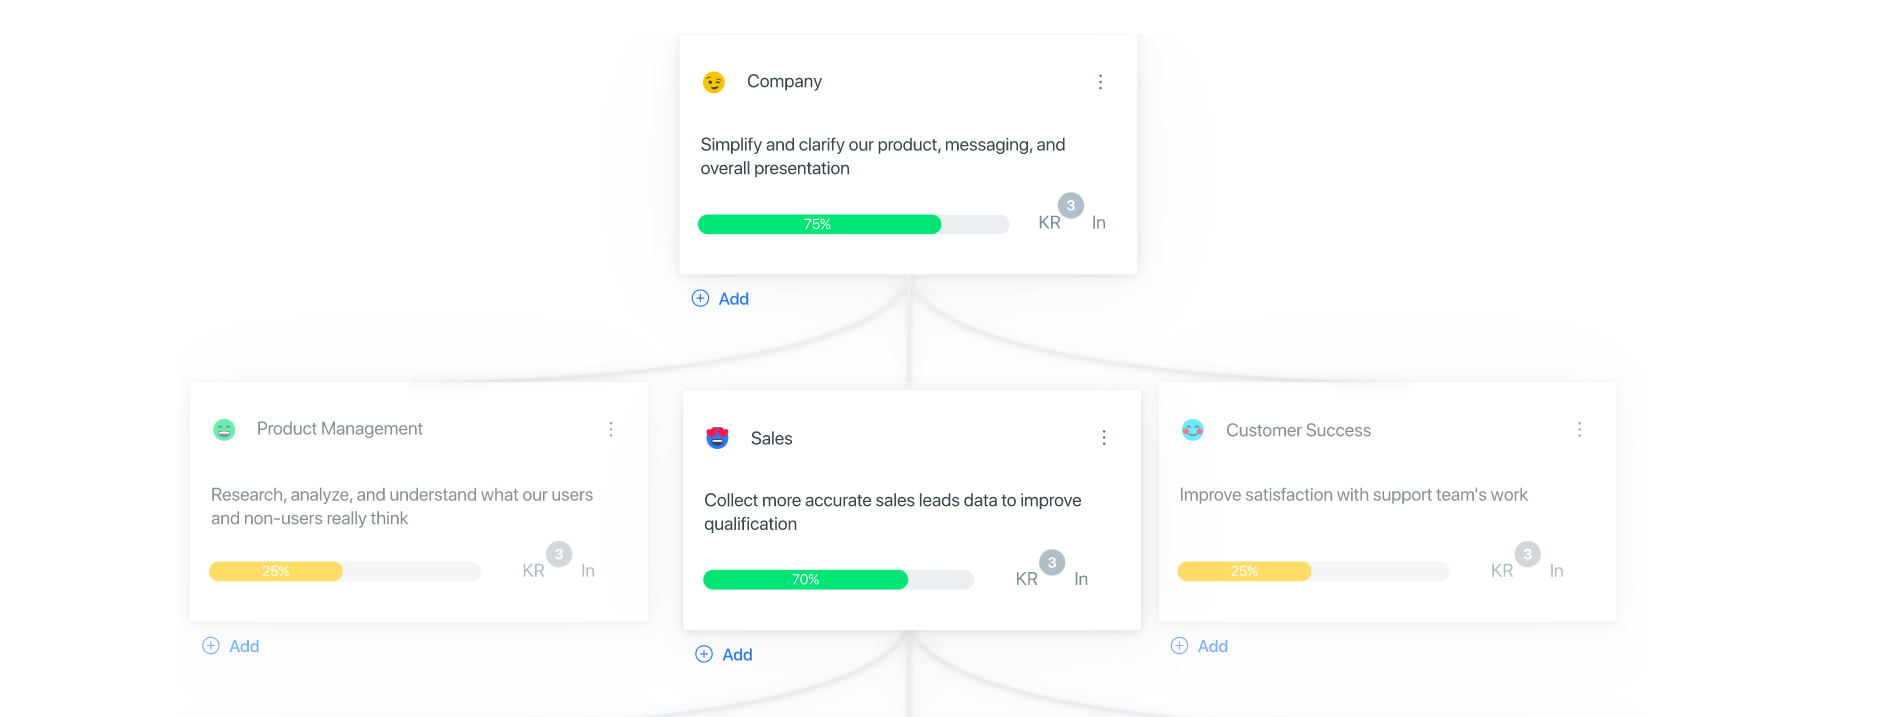 Company
Simplify and clarify our product, messaging, and
overall presentation
75%
KR 3 In
Add
Product Management
Research, analyze, and understand what our users
and non-users really think
25%
KR 3 In
Add
Sales
Collect more accurate sales leads data to improve
qualification
70%
KR 3 In
Add
Customer Success
Improve satisfaction with support team's work
25%
KR 3 In
Add